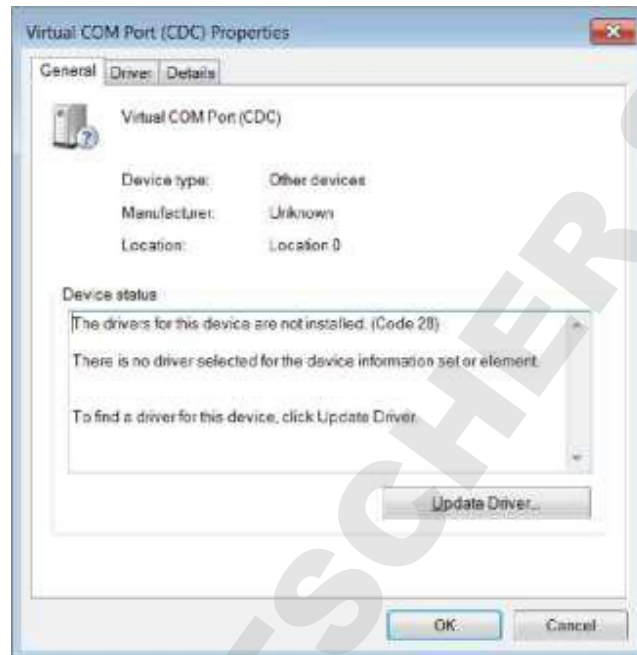 Virtual COM Port (CDC) Properties
General Driver Details
Virtual COM Port (CDC)
Device type: Other devices
Manufacturer: Unknown
Location: Location 0
Device status
The drivers for this device are not installed. (Code 28)
There is no driver selected for the device information set or element.
To find a driver for this device, click Update Driver.
Update Driver...
OK Cancel
SCHER